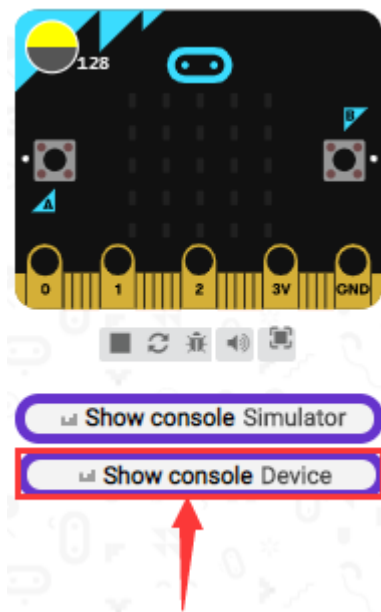 128
B
A
0 1 2 3V GND
Show console Simulator
Show console Device